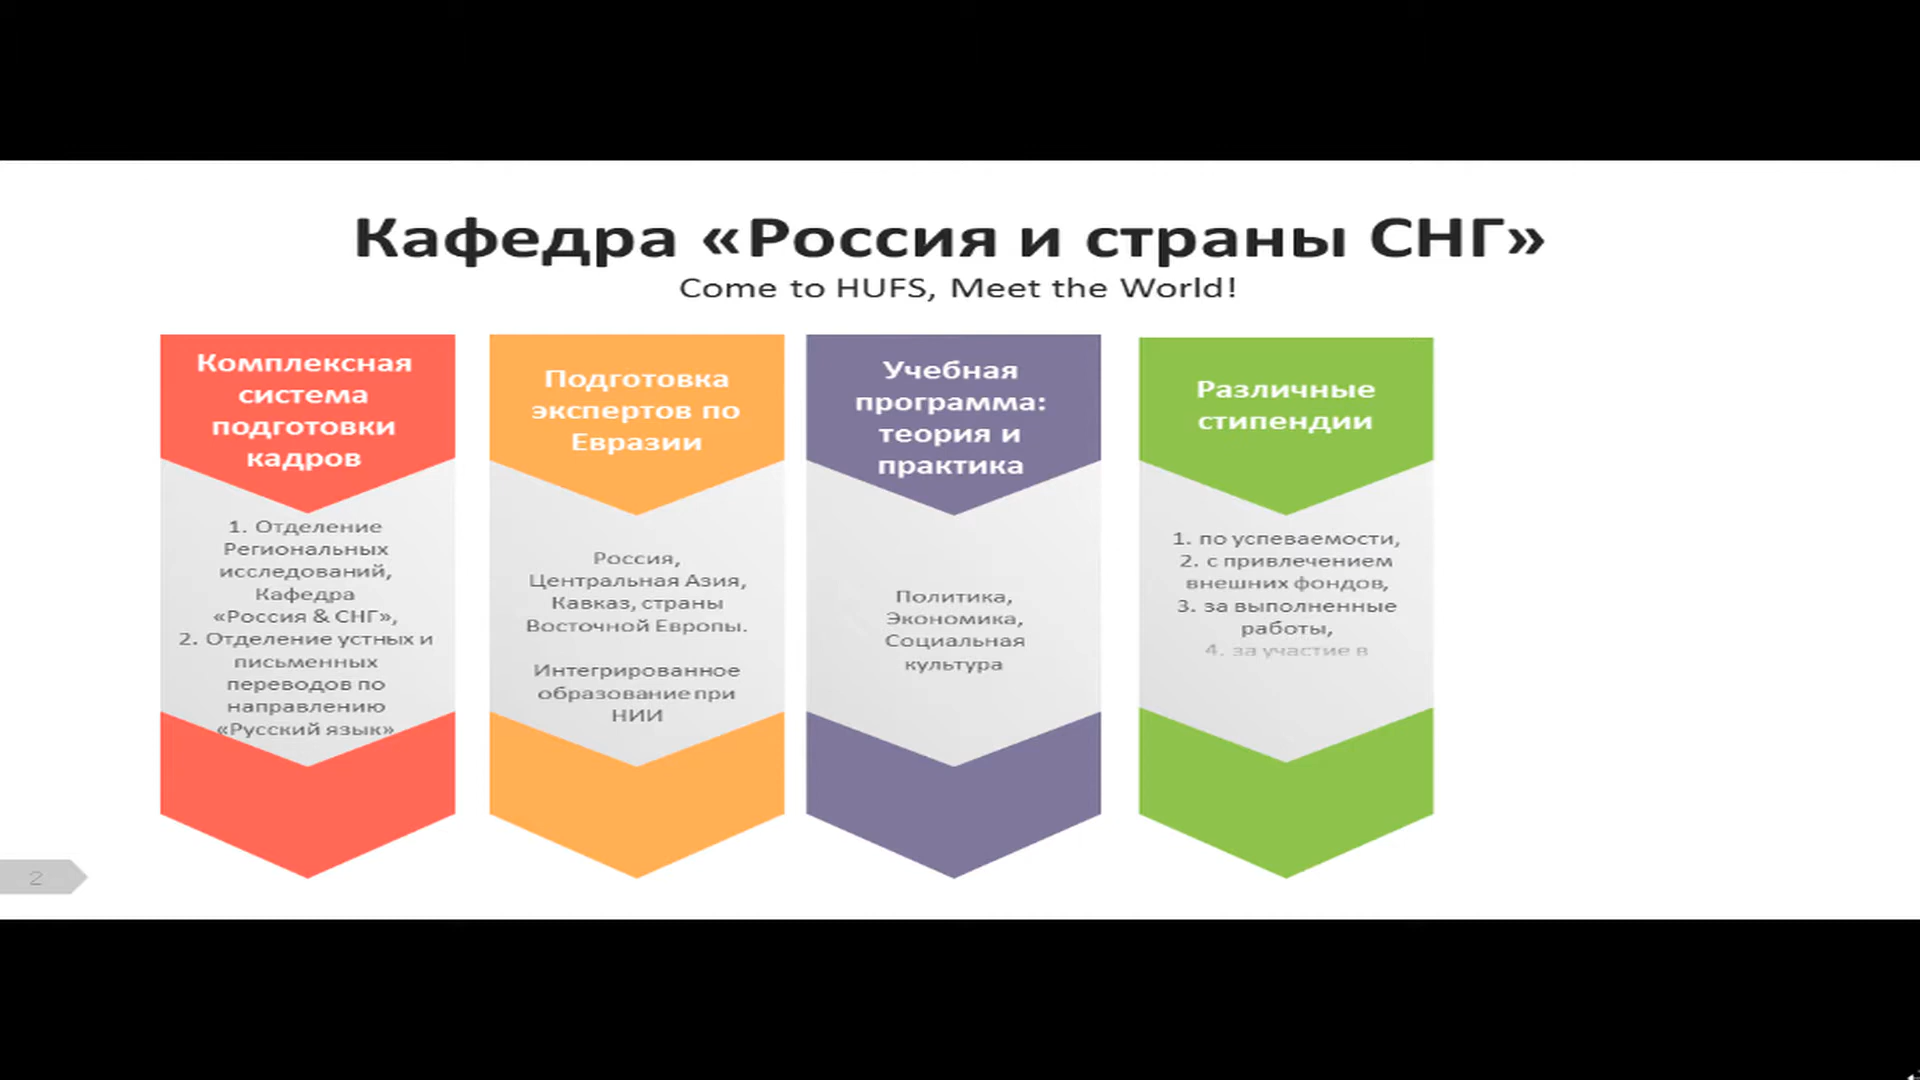 Кафедра «Россия и страны СНГ»
Come to HUFS, Meet the World!
Комплексная
система
подготовки
кадров
1. Отделение
Региональных
исследований,
Кафедра
«Россия & СНГ»,
2. Отделение устных и
письменных
переводов по
направлению
«Русский язык»
Подготовка
экспертов по
Евразии
Россия,
Центральная Азия,
Кавказ, страны
Восточной Европы.
Интегрированное
образование при
НИИ
Учебная
программа:
теория и
практика
Политика,
Экономика,
Социальная
культура
Различные
стипендии
1. по успеваемости,
2. с привлечением
внешних фондов,
3. за выполненные
работы,
4. за участие в
2